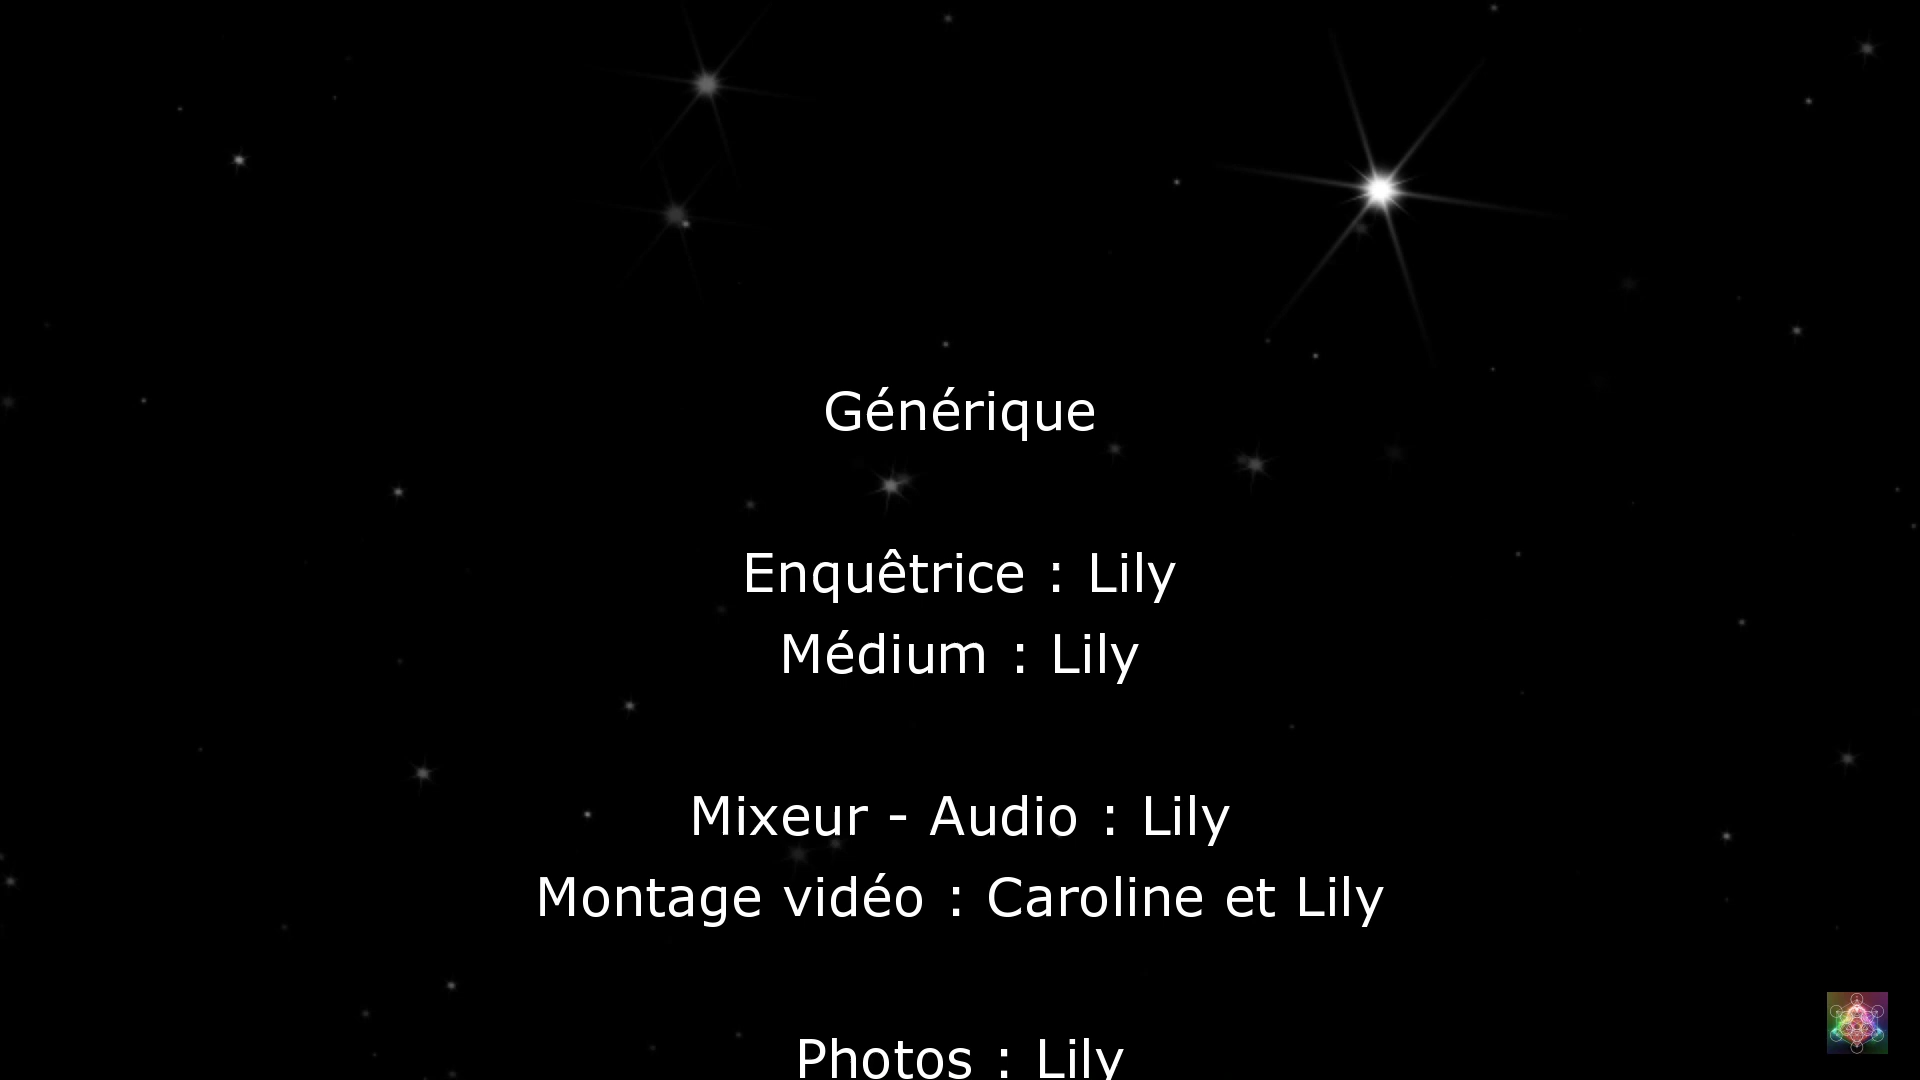 Générique
Enquêtrice : Lily
Médium : Lily
Mixeur - Audio : Lily
Montage vidéo : Caroline et Lily
Photos : Lily